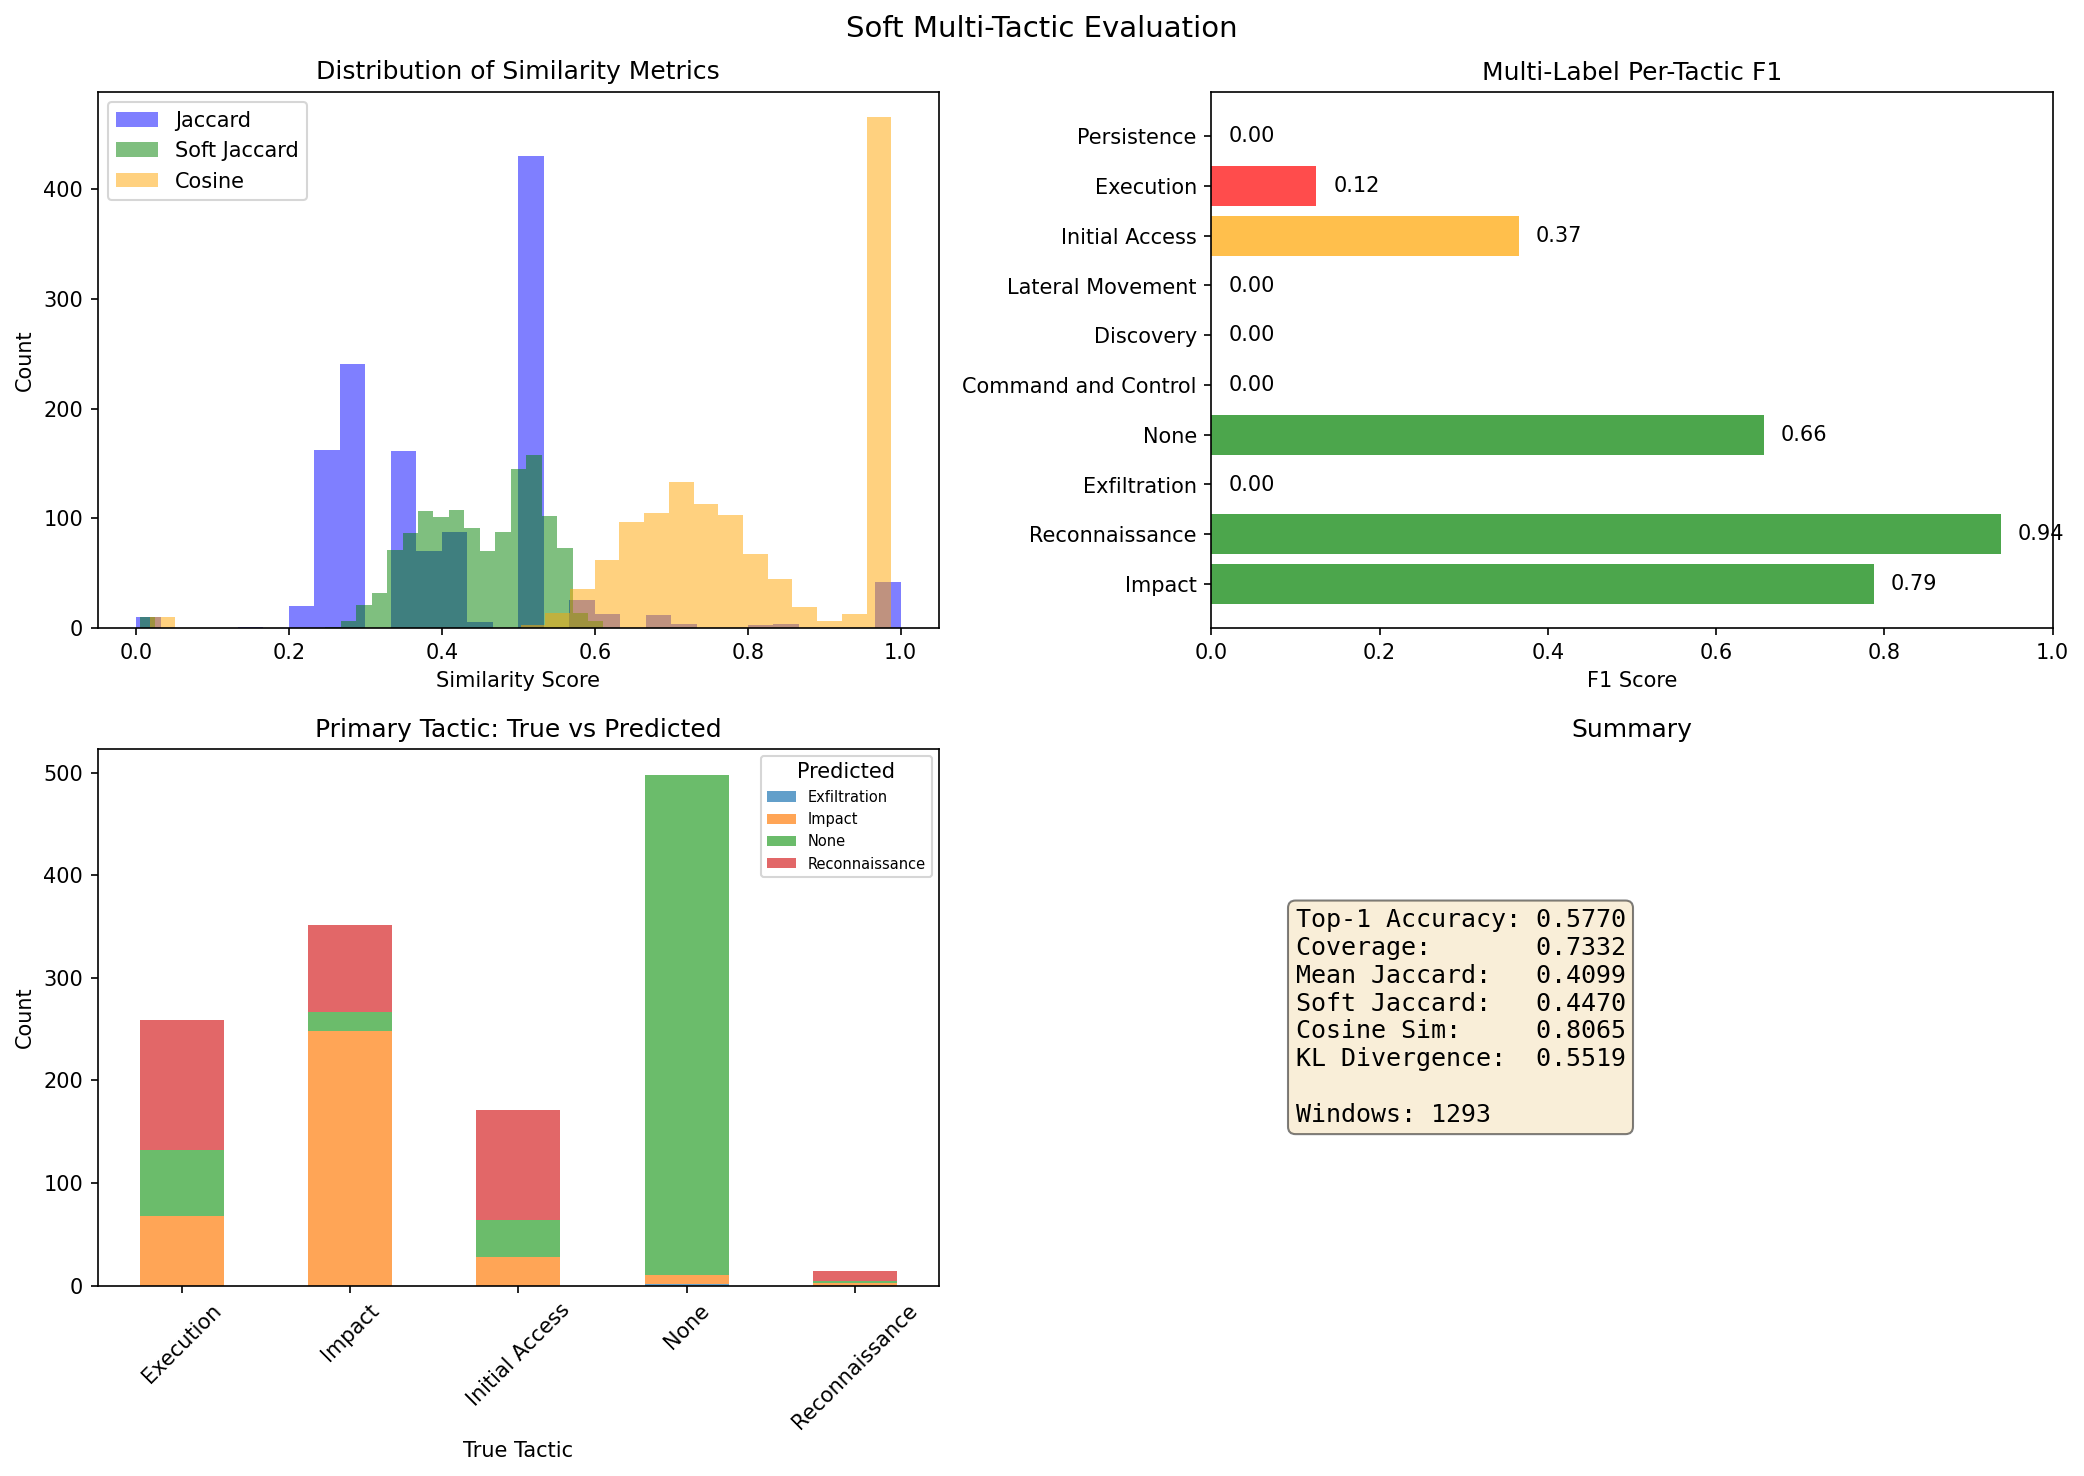 Soft Multi-Tactic Evaluation
Distribution of Similarity Metrics
Jaccard
Soft Jaccard
Cosine
Count
400
300
200
100
0
0.0 0.2 0.4 0.6 0.8 1.0
Similarity Score
Multi-Label Per-Tactic F1
Persistence 0.00
Execution 0.12
Initial Access 0.37
Lateral Movement 0.00
Discovery 0.00
Command and Control 0.00
None 0.66
Exfiltration 0.00
Reconnaissance 0.94
Impact 0.79
0.0 0.2 0.4 0.6 0.8 1.0
F1 Score
Primary Tactic: True vs Predicted
Predicted
Exfiltration
Impact
None
Reconnaissance
Count
500
400
300
200
100
0
Execution
Impact
Initial Access
None
Reconnaissance
True Tactic
Summary
Top-1 Accuracy: 0.5770
Coverage: 0.7332
Mean Jaccard: 0.4099
Soft Jaccard: 0.4470
Cosine Sim: 0.8065
KL Divergence: 0.5519
Windows: 1293